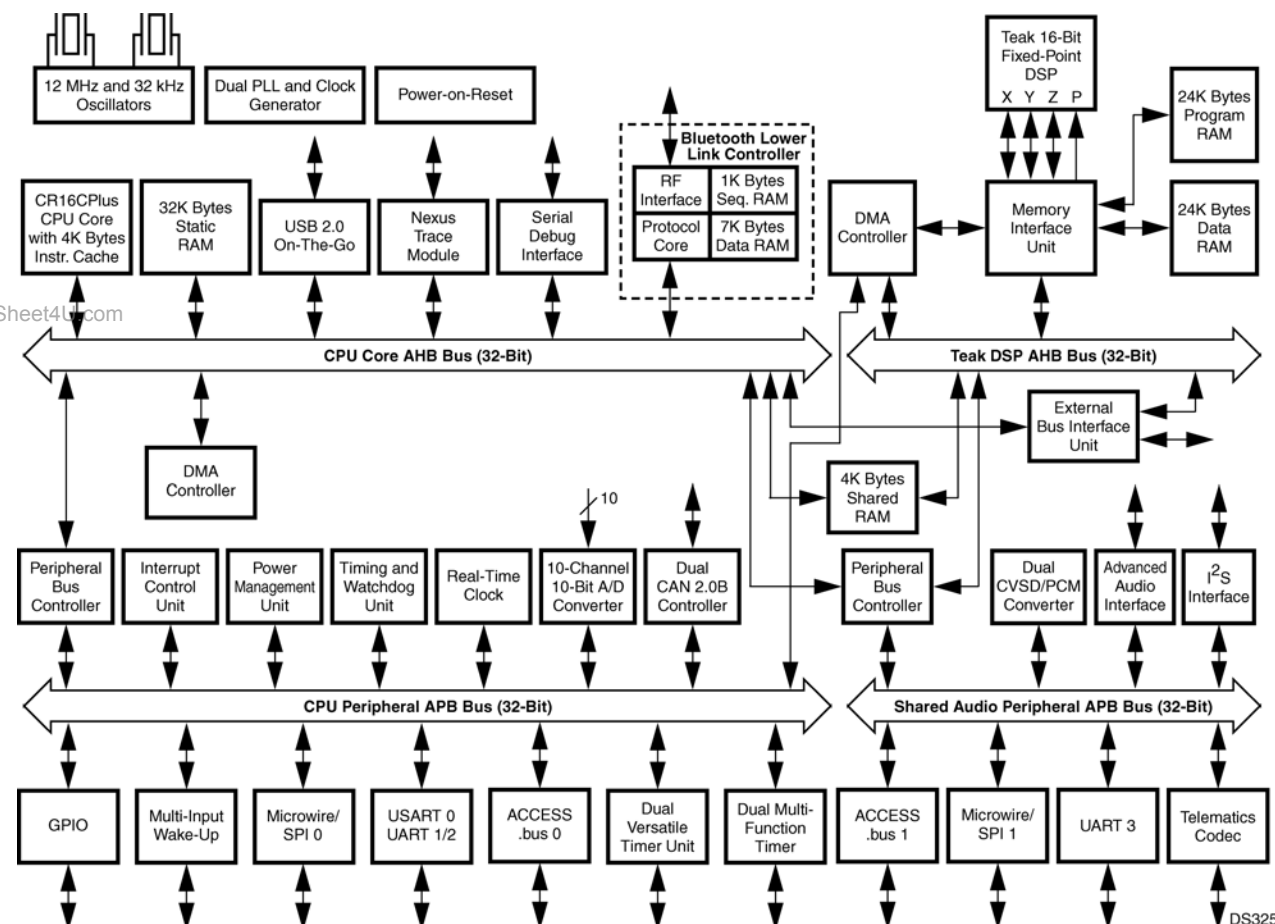 12 MHz and 32 kHz
Oscillators
Dual PLL and Clock
Generator
Power-on-Reset
Teak 16-Bit
Fixed-Point
DSP
X Y Z P
24K Bytes
Program
RAM
Bluetooth Lower
Link Controller
RF
Interface
1K Bytes
Seq. RAM
Protocol
Core
7K Bytes
Data RAM
CR16CPlus
CPU Core
with 4K Bytes
Instr. Cache
32K Bytes
Static
RAM
USB 2.0
On-The-Go
Nexus
Trace
Module
Serial
Debug
Interface
DMA
Controller
Memory
Interface
Unit
24K Bytes
Data
RAM
Sheet4U.com
CPU Core AHB Bus (32-Bit)
Teak DSP AHB Bus (32-Bit)
External
Bus Interface
Unit
DMA
Controller
4K Bytes
Shared
RAM
10
Peripheral
Bus
Controller
Interrupt
Control
Unit
Power
Management
Unit
Timing and
Watchdog
Unit
Real-Time
Clock
10-Channel
10-Bit A/D
Converter
Dual
CAN 2.0B
Controller
Peripheral
Bus
Controller
Dual
CVSD/PCM
Converter
Advanced
Audio
Interface
I²S
Interface
CPU Peripheral APB Bus (32-Bit)
Shared Audio Peripheral APB Bus (32-Bit)
GPIO
Multi-Input
Wake-Up
Microwire/
SPI 0
USART 0
UART 1/2
ACCESS
.bus 0
Dual
Versatile
Timer Unit
Dual Multi-
Function
Timer
ACCESS
.bus 1
Microwire/
SPI 1
UART 3
Telematics
Codec
DS325